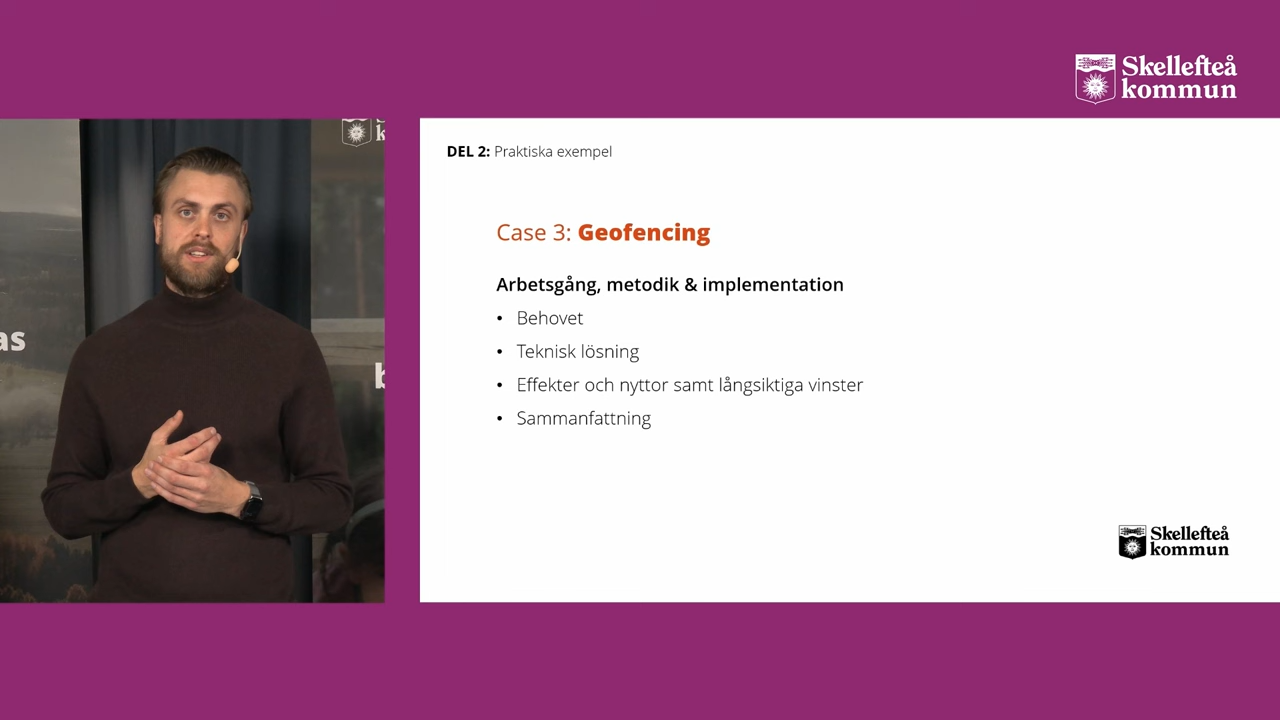 Skellefteå
kommun
as
DEL 2: Praktiska exempel
Case 3: Geofencing
Arbetsgång, metodik & implementation
• Behovet
• Teknisk lösning
• Effekter och nyttor samt långsiktiga vinster
• Sammanfattning
Skellefteå
kommun